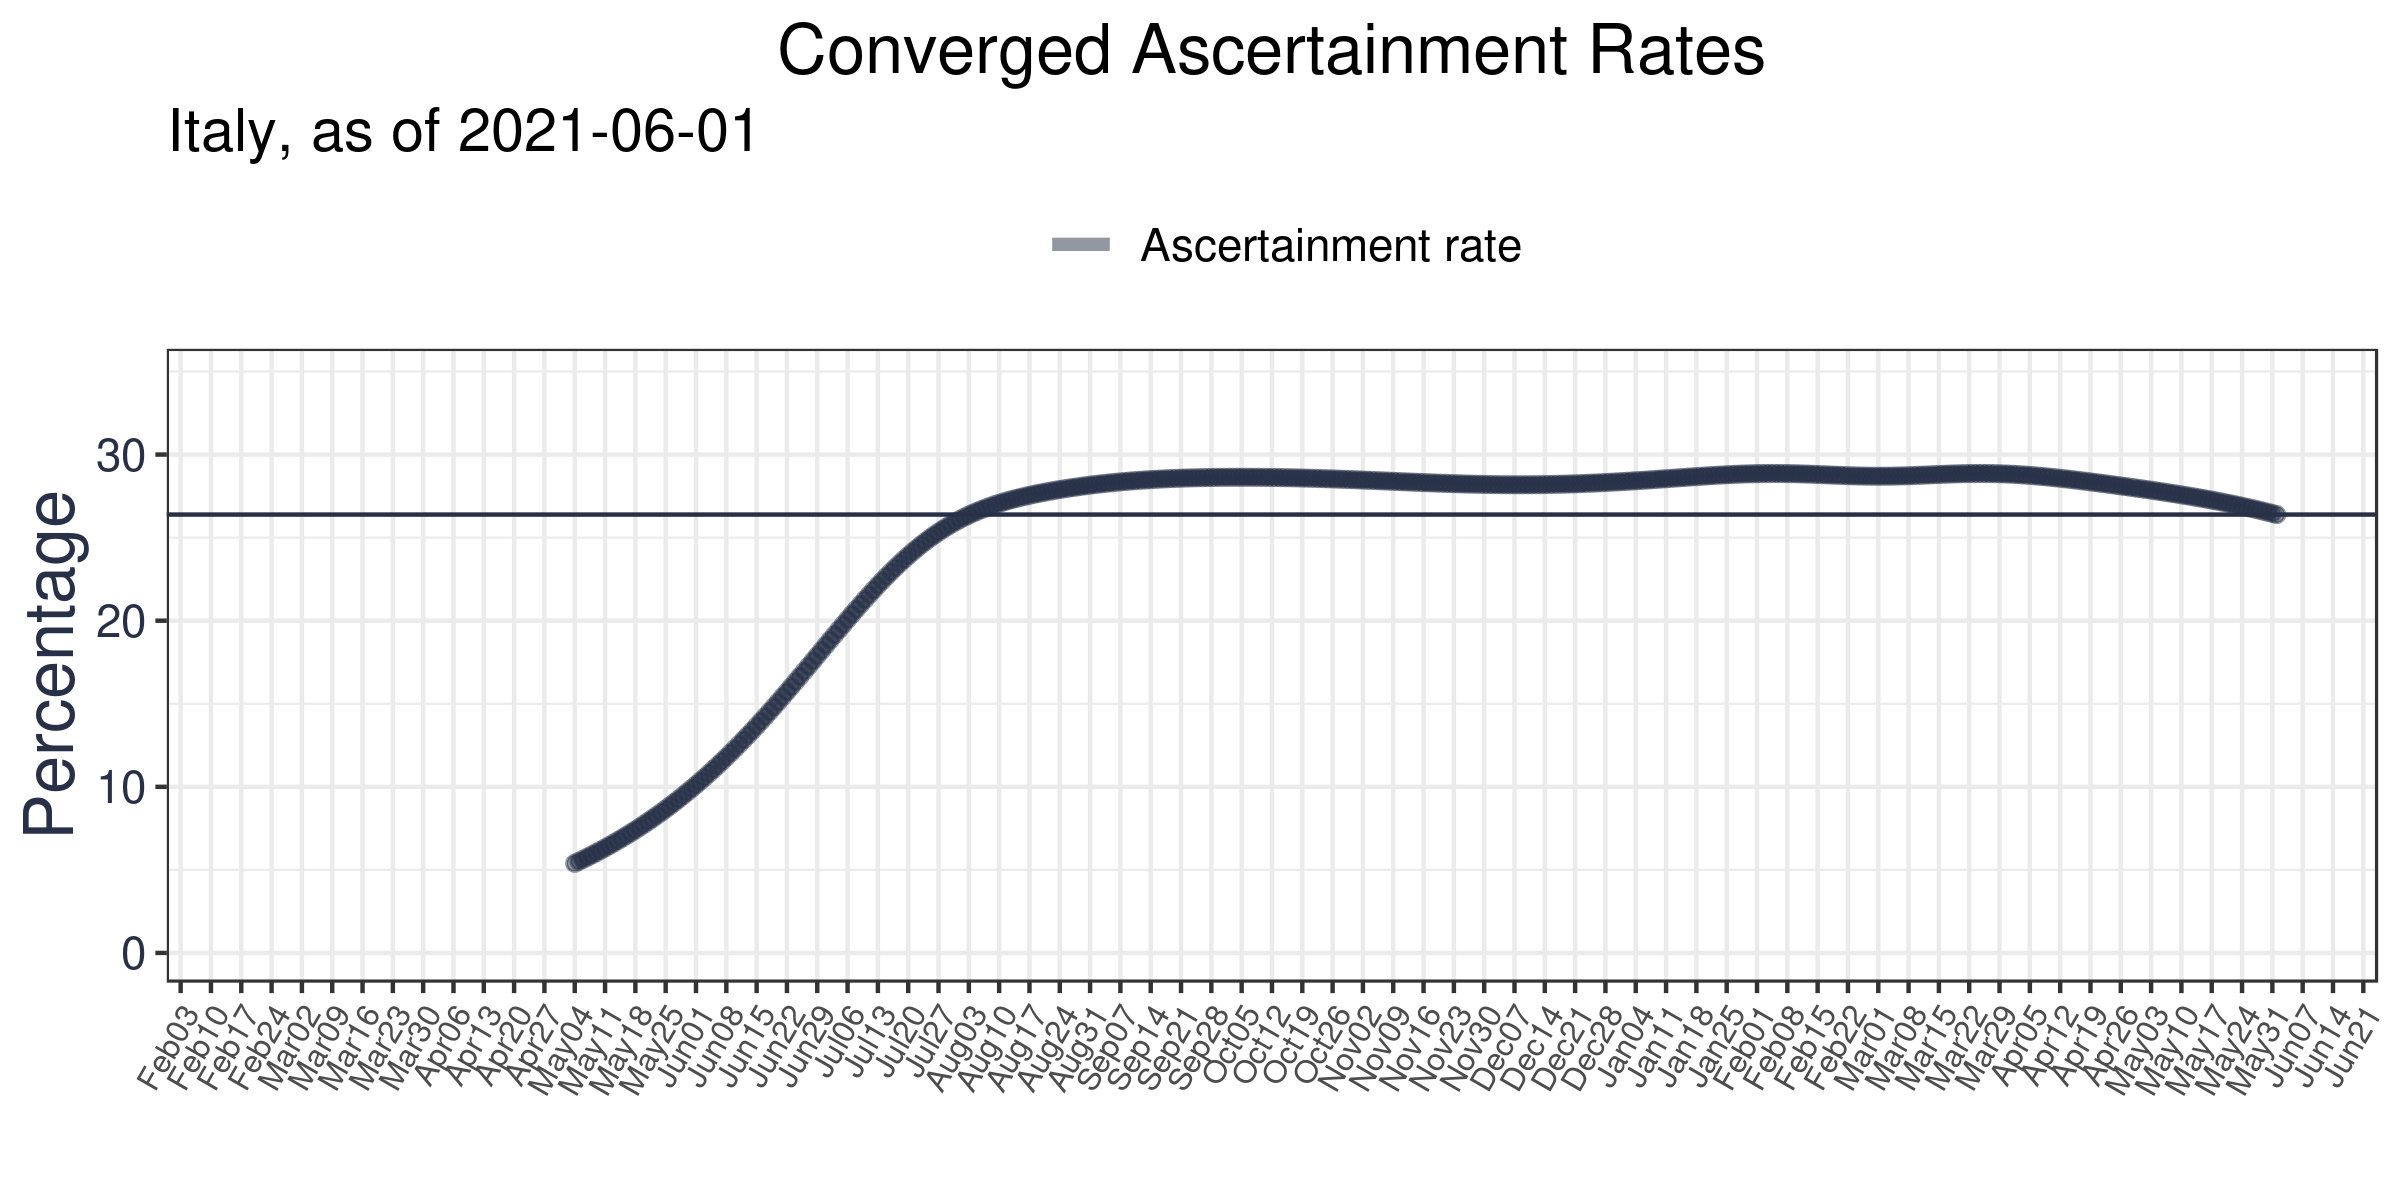 Converged Ascertainment Rates
Italy, as of 2021-06-01
Ascertainment rate
Percentage
30
20
10
0
Feb03 Feb10 Feb17 Feb24 Mar02 Mar09 Mar16 Mar23 Mar30 Apr06 Apr13 Apr20 Apr27 May04 May11 May18 May25 Jun01 Jun08 Jun15 Jun22 Jun29 Jul06 Jul13 Jul20 Jul27 Aug03 Aug10 Aug17 Aug24 Aug31 Sep07 Sep14 Sep21 Sep28 Oct05 Oct12 Oct19 Oct26 Nov02 Nov09 Nov16 Nov23 Nov30 Dec07 Dec14 Dec21 Dec28 Jan04 Jan11 Jan18 Jan25 Feb01 Feb08 Feb15 Feb22 Mar01 Mar08 Mar15 Mar22 Mar29 Apr05 Apr12 Apr19 Apr26 May03 May10 May17 May24 May31 Jun07 Jun14 Jun21